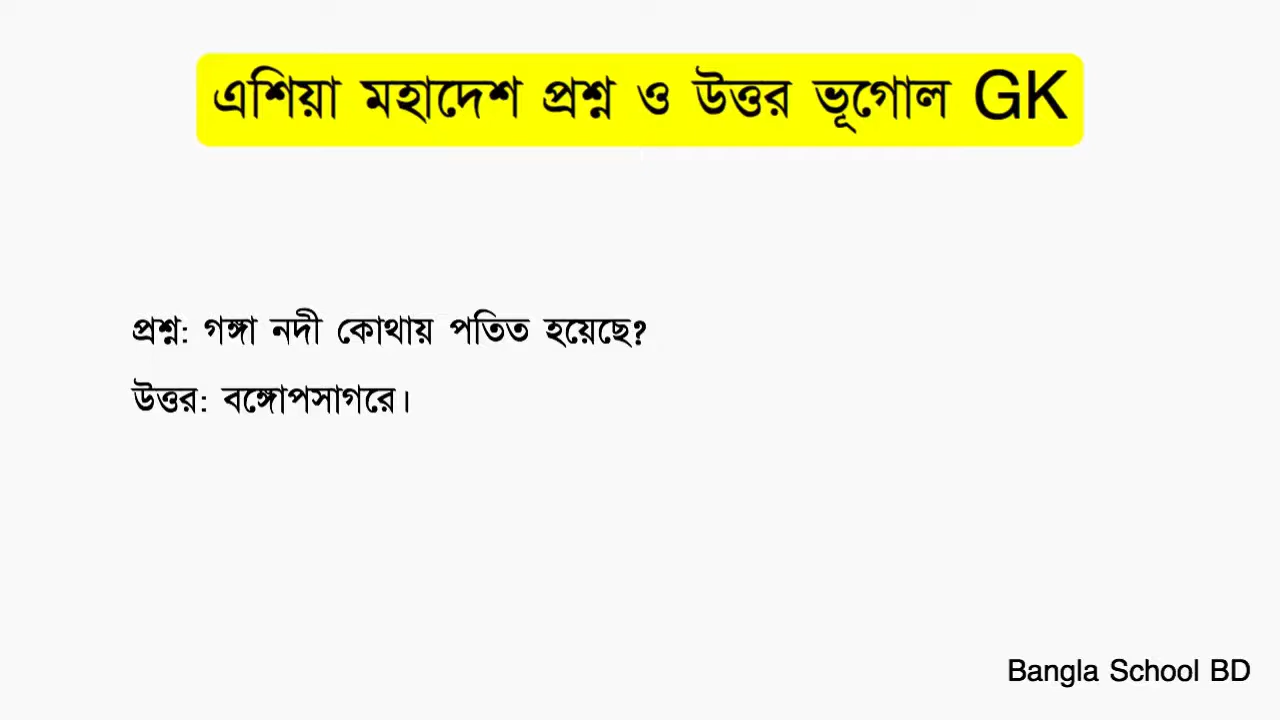 এশিয়া মহাদেশ প্রশ্ন ও উত্তর ভূগোল GK
প্রশ্ন: গঙ্গা নদী কোথায় পতিত হয়েছে?
উত্তর: বঙ্গোপসাগরে।
Bangla School BD